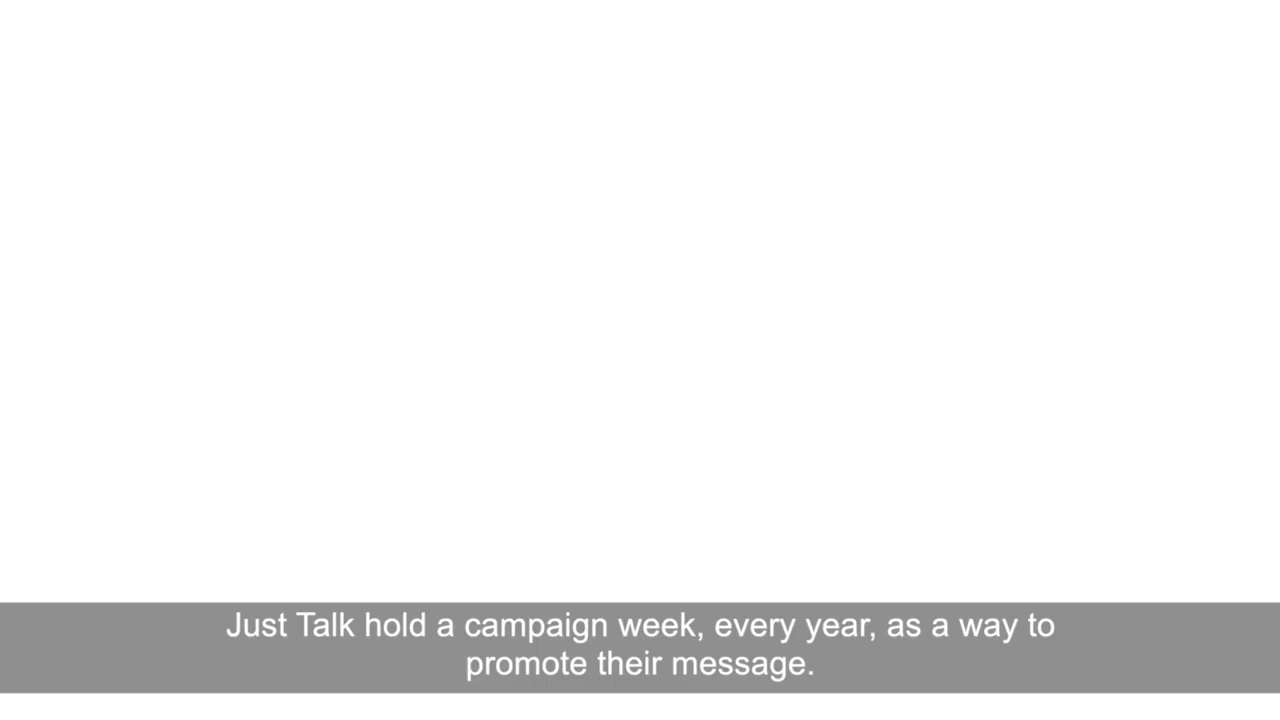 Just Talk hold a campaign week, every year, as a way to
promote their message.